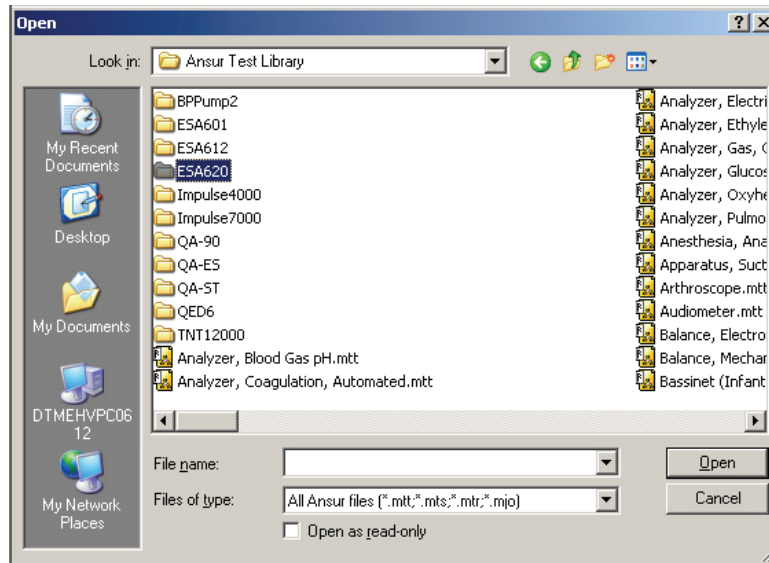 Open
Look in:
Ansur Test Library
My Recent
Documents
Desktop
My Documents
DTMEHVPC06
12
My Network
Places
BPPump2
ESA601
ESA612
ESA620
Impulse4000
Impulse7000
QA-90
QA-ES
QA-ST
QED6
TNT12000
Analyzer, Blood Gas pH.mtt
Analyzer, Coagulation, Automated.mtt
Analyzer, Electri
Analyzer, Ethyle
Analyzer, Gas, C
Analyzer, Glucos
Analyzer, Oxyhe
Analyzer, Pulmo
Anesthesia, Ana
Apparatus, Suct
Arthroscope.mtt
Audiometer.mtt
Balance, Electro
Balance, Mechar
Bassinet (Infant
File name:
Open
Files of type:
All Ansur files (*.mtt;*.mts;*.mtr;*.mjo)
Cancel
Open as read-only